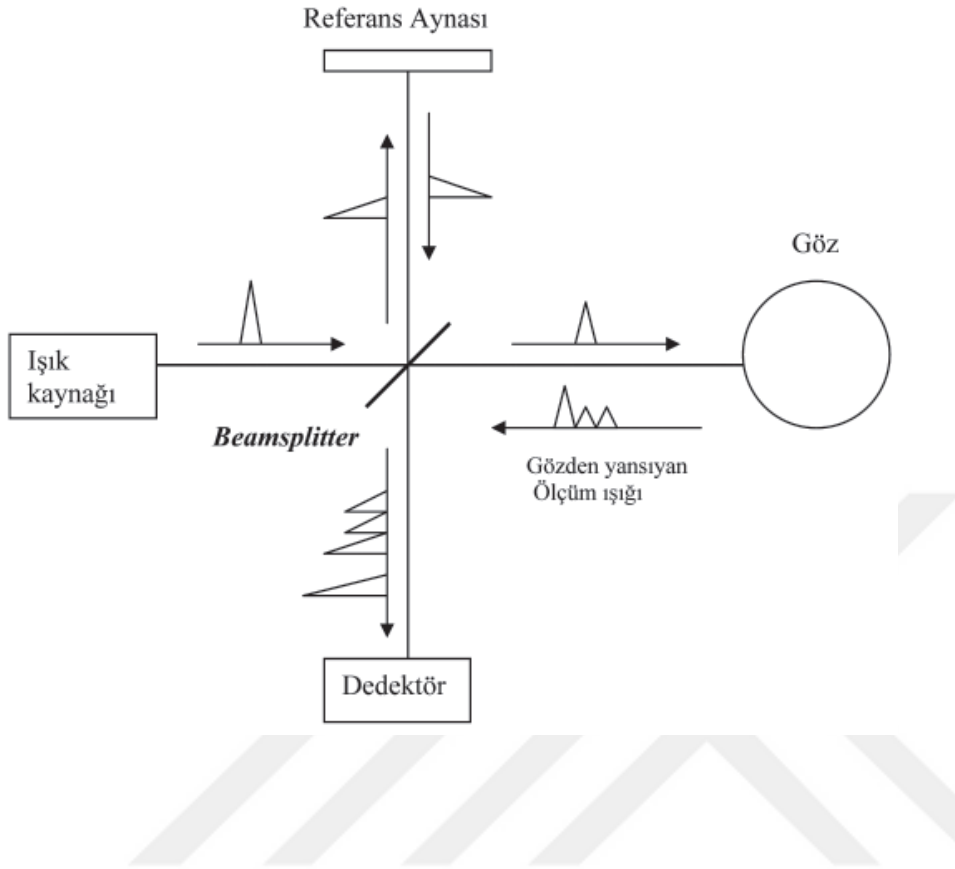 Referans Aynası
Göz
Işık
kaynağı
Beamsplitter
Gözden yansıyan
Ölçüm ışığı
Dedektör